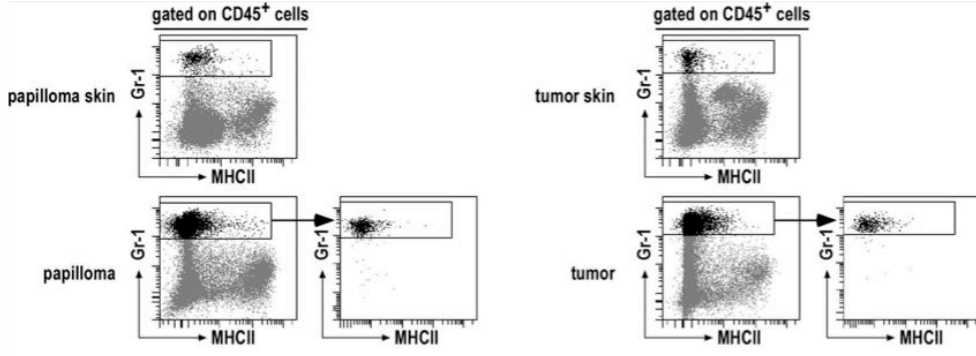 gated on CD45+ cells
gated on CD45+ cells
papilloma skin
Gr-1
MHCII
tumor skin
Gr-1
MHCII
papilloma
Gr-1
MHCII
Gr-1
MHCII
tumor
Gr-1
MHCII
Gr-1
MHCII